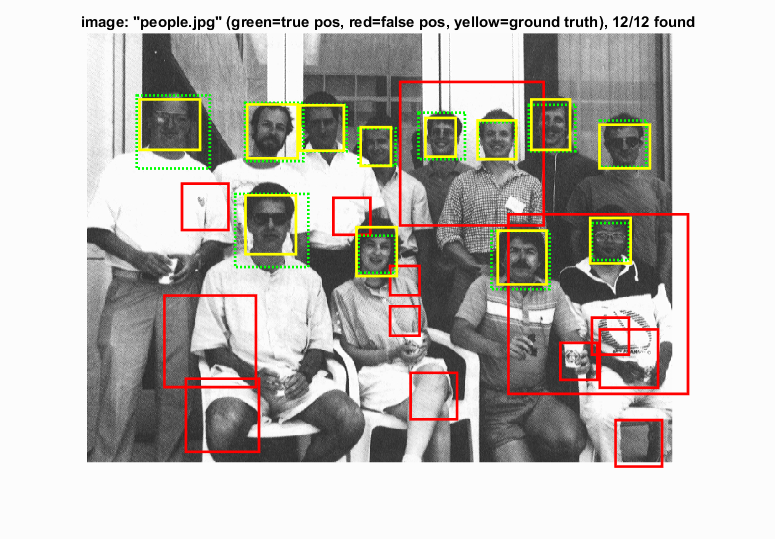 image: "people.jpg" (green=true pos, red=false pos, yellow=ground truth), 12/12 found